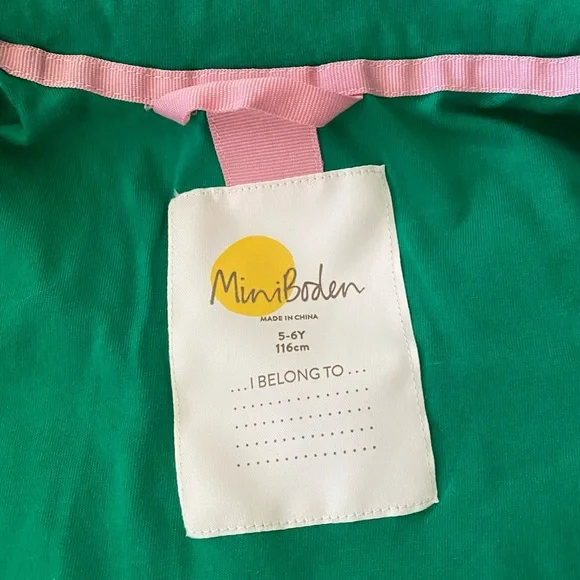 MiniBoden
MADE IN CHINA
5-6Y
116cm
...I BELONG TO...